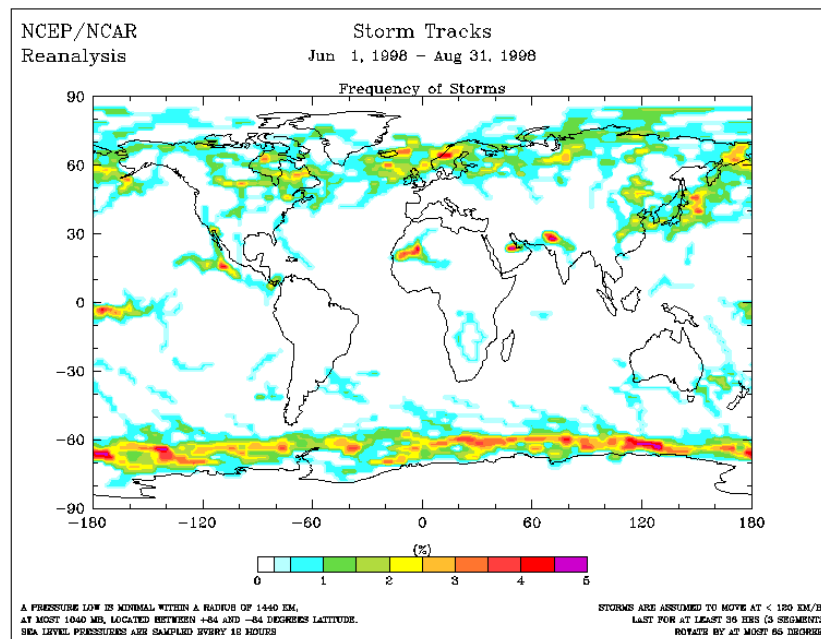 NCEP/NCAR
Reanalysis
Storm Tracks
Jun 1, 1998 – Aug 31, 1998
Frequency of Storms
90
60
30
0
−30
−60
−90
−180 −120 −60 0 60 120 180
(%)
0 1 2 3 4 5
A PRESSURE LOW IS MINIMAL WITHIN A RADIUS OF 1440 KM,
AT MOST 1040 MB, LOCATED BETWEEN +84 AND −84 DEGREES LATITUDE.
SEA LEVEL PRESSURES ARE SAMPLED EVERY 12 HOURS
STORMS ARE ASSUMED TO MOVE AT < 120 KM/H
LAST FOR AT LEAST 36 HRS (3 SEGMENTS
ROTATE BY AT MOST 65 DEGREE